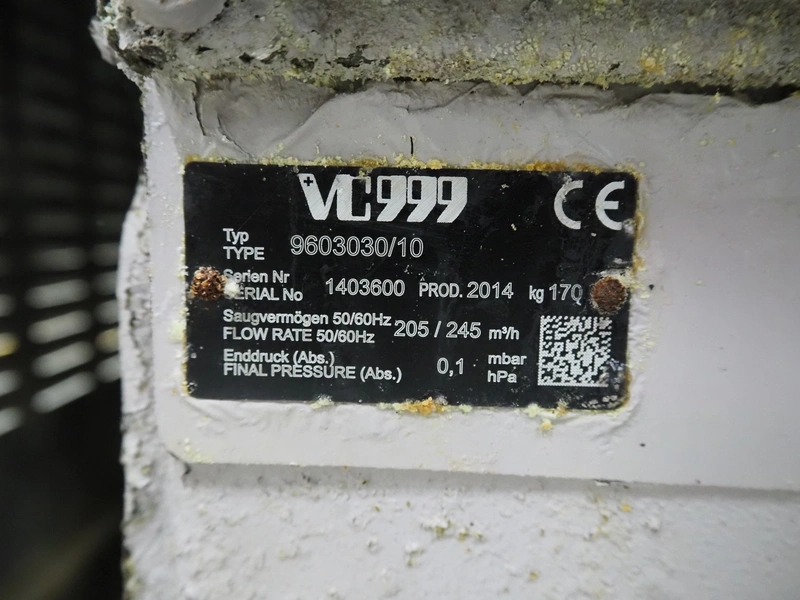 VC999 CE
Typ
TYPE 9603030/10
Serien Nr
SERIAL No 1403600 PROD. 2014 kg 170
Saugvermögen 50/60Hz
FLOW RATE 50/60Hz 205 / 245 m³/h
Enddruck (Abs.)
FINAL PRESSURE (Abs.) 0,1 mbar
hPa